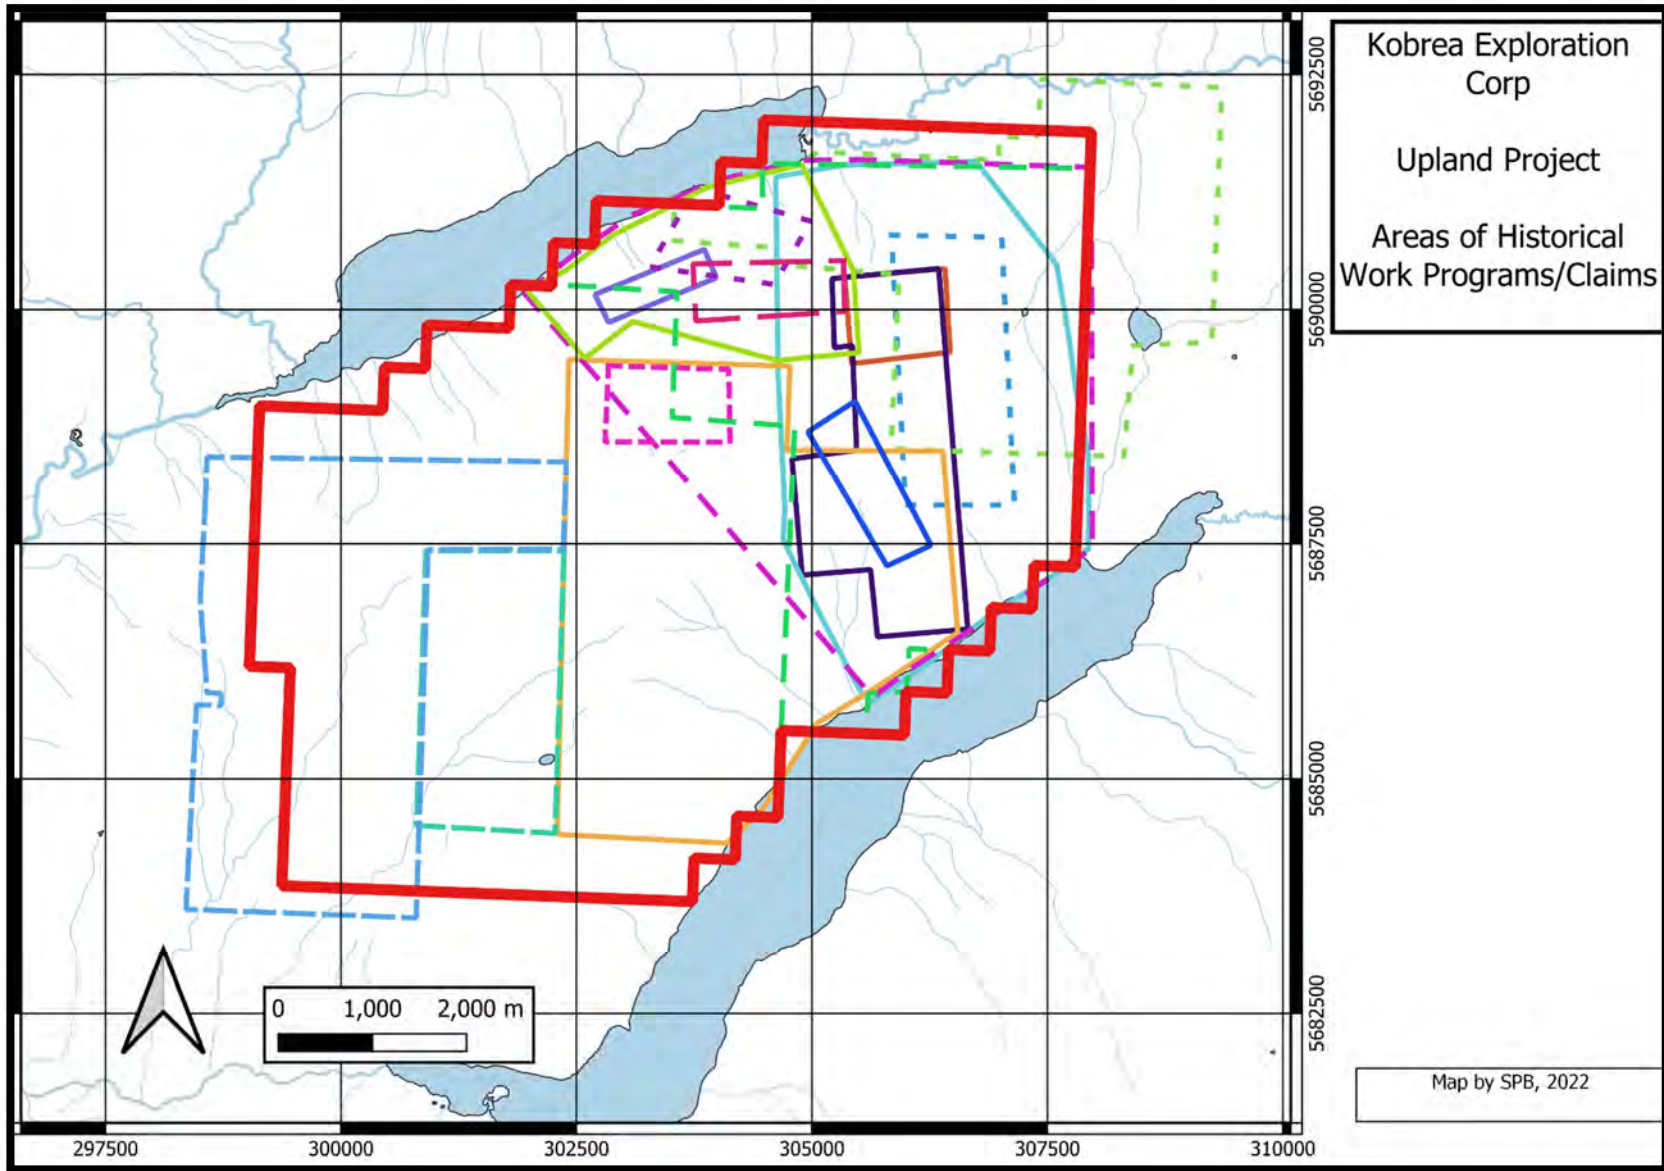 Kobrea Exploration
Corp
Upland Project
Areas of Historical
Work Programs/Claims
5692500
5690000
5687500
5685000
5682500
0 1,000 2,000 m
297500 300000 302500 305000 307500 310000
Map by SPB, 2022